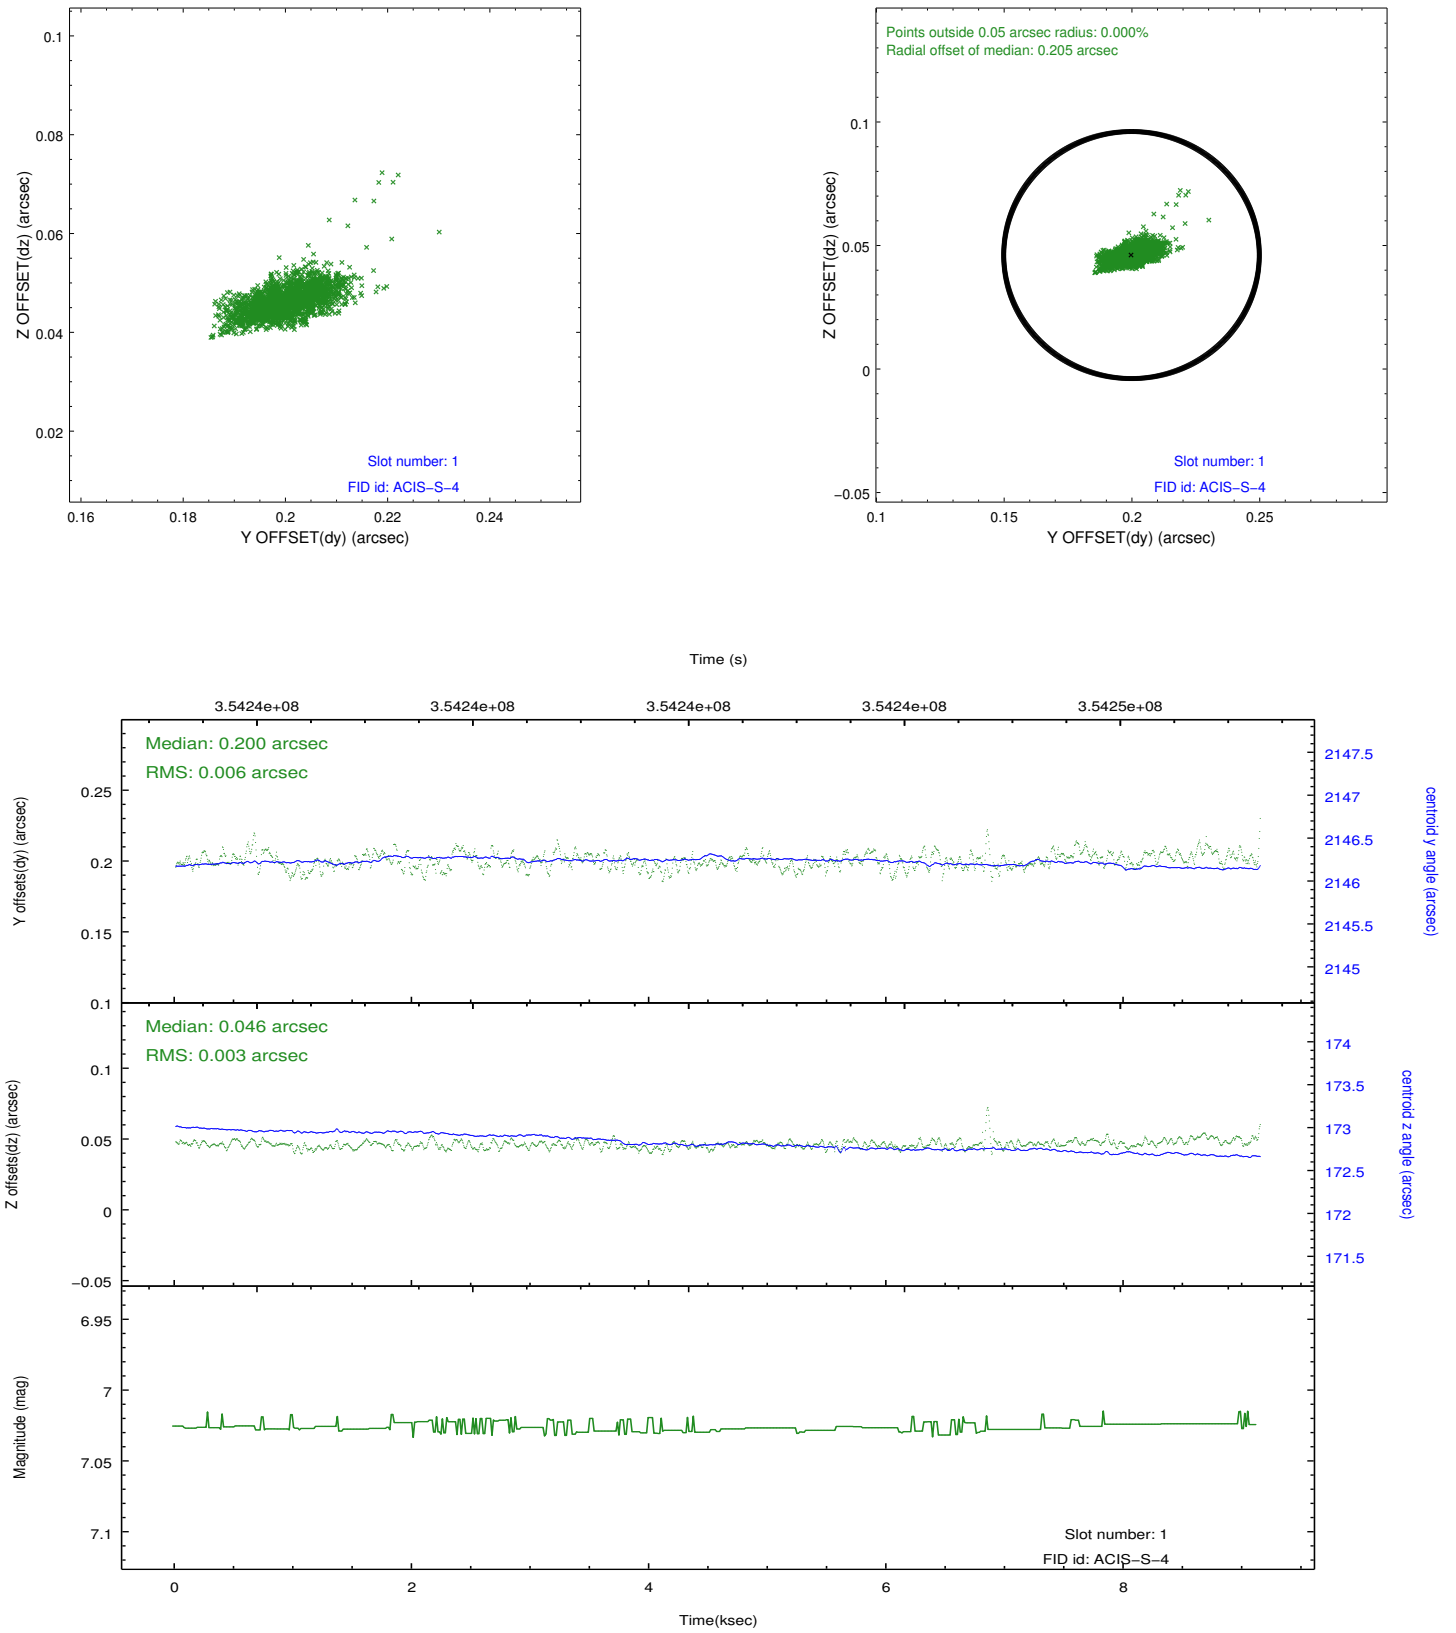 0.1
0.08
0.06
0.04
0.02
Z OFFSET(dz) (arcsec)
Slot number: 1
FID id: ACIS−S−4
0.16 0.18 0.2 0.22 0.24
Y OFFSET(dy) (arcsec)
Points outside 0.05 arcsec radius: 0.000%
Radial offset of median: 0.205 arcsec
0.1
0.05
0
−0.05
Z OFFSET(dz) (arcsec)
Slot number: 1
FID id: ACIS−S−4
0.1 0.15 0.2 0.25
Y OFFSET(dy) (arcsec)
Time (s)
3.5424e+08 3.5424e+08 3.5424e+08 3.5424e+08 3.5425e+08
Median: 0.200 arcsec
RMS: 0.006 arcsec
0.25
0.2
0.15
0.1
Y offsets(dy) (arcsec)
2147.5
2147
2146.5
2146
2145.5
2145
centroid y angle (arcsec)
Median: 0.046 arcsec
RMS: 0.003 arcsec
0.1
0.05
0
−0.05
Z offsets(dz) (arcsec)
174
173.5
173
172.5
172
171.5
centroid z angle (arcsec)
6.95
7
7.05
7.1
Magnitude (mag)
Slot number: 1
FID id: ACIS−S−4
0 2 4 6 8
Time(ksec)